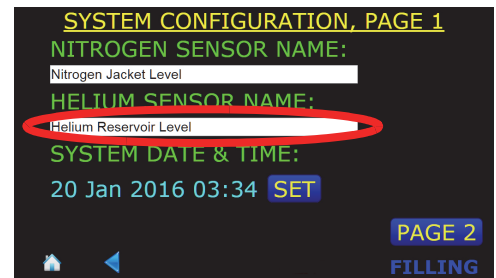 SYSTEM CONFIGURATION, PAGE 1
NITROGEN SENSOR NAME:
Nitrogen Jacket Level
HELIUM SENSOR NAME:
Helium Reservoir Level
SYSTEM DATE & TIME:
20 Jan 2016 03:34 SET
PAGE 2
FILLING